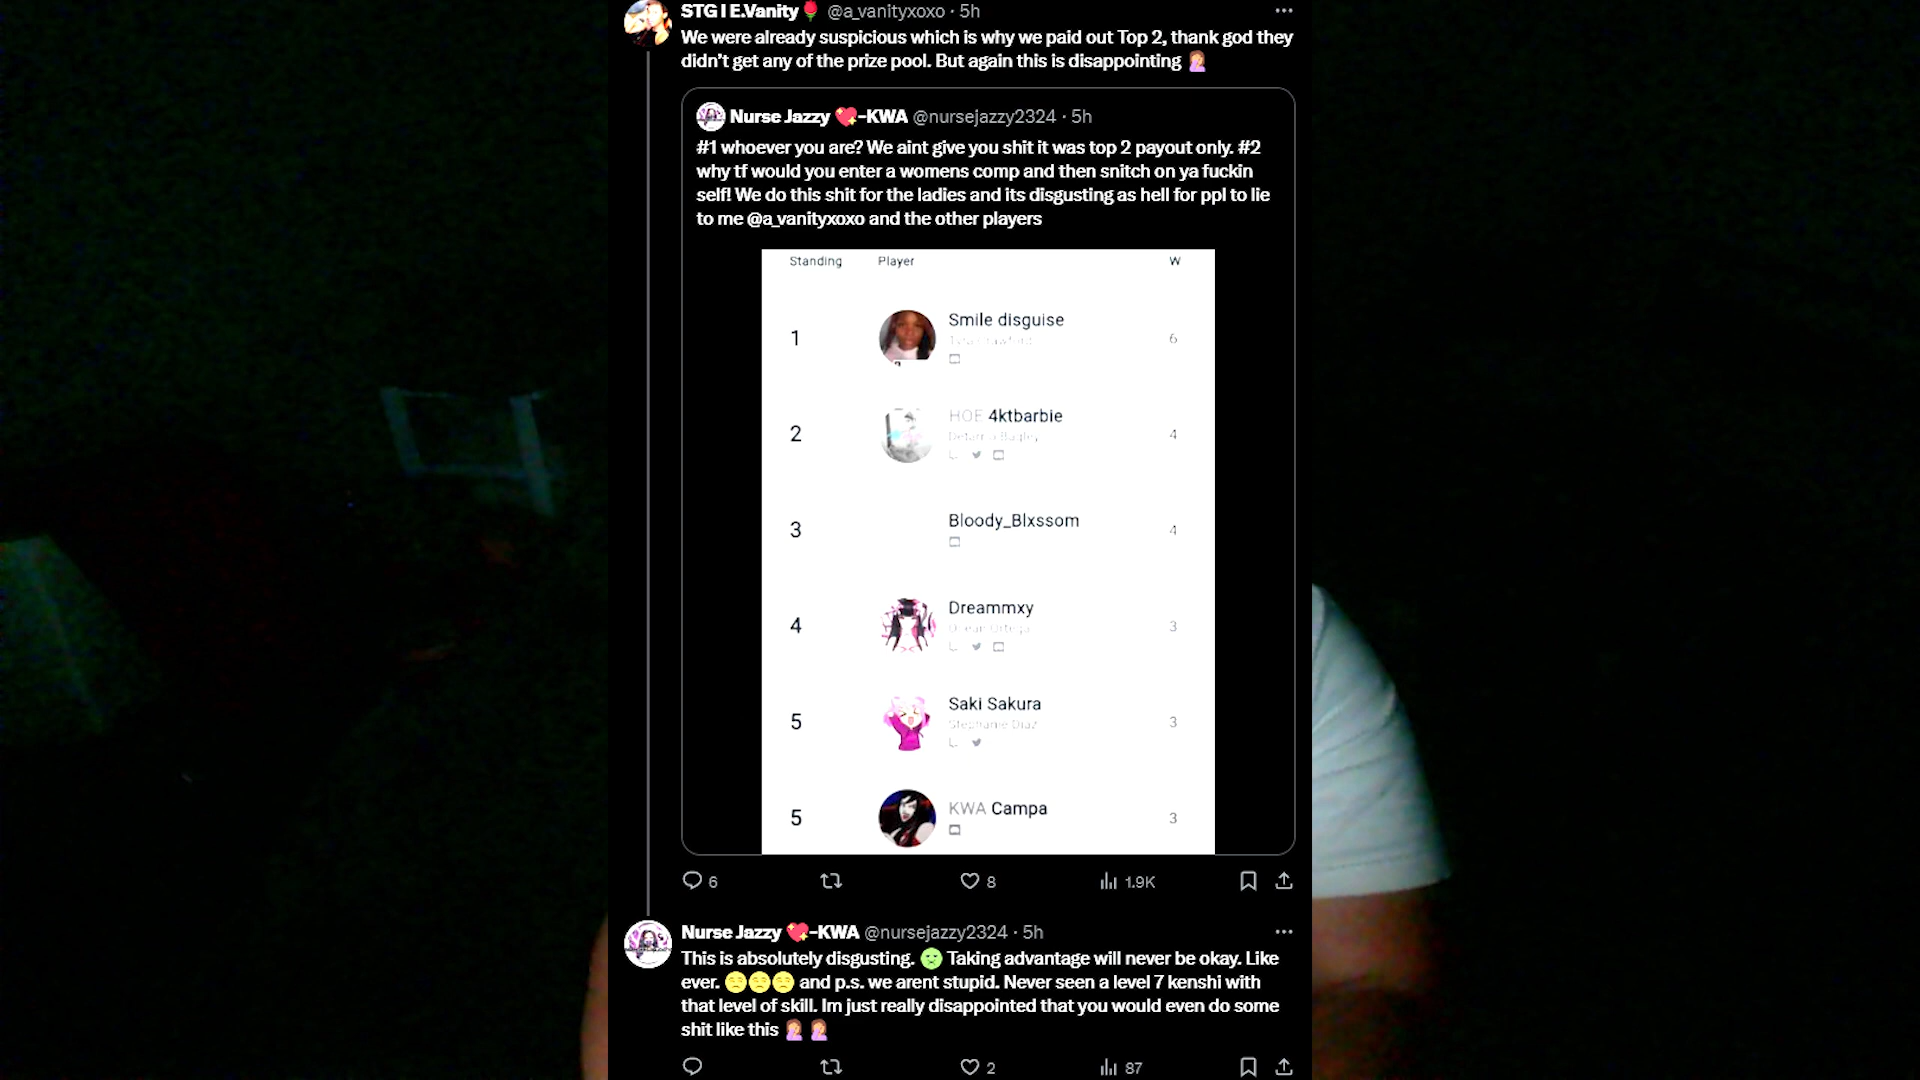 STG I E.Vanity🌹 @a_vanityxoxo · 5h
We were already suspicious which is why we paid out Top 2, thank god they
didn't get any of the prize pool. But again this is disappointing 🤦🏼‍♀️
Nurse Jazzy 💖-KWA @nursejazzy2324 · 5h
#1 whoever you are? We aint give you shit it was top 2 payout only. #2
why tf would you enter a womens comp and then snitch on ya fuckin
self! We do this shit for the ladies and its disgusting as hell for ppl to lie
to me @a_vanityxoxo and the other players
Standing Player W
1 Smile disguise 6
2 HOE 4ktbarbie 4
3 Bloody_Blxssom 4
4 Dreammxy 3
5 Saki Sakura 3
Stephanie Diaz
5 KWA Campa 3
6 8 1.9K
Nurse Jazzy 💖-KWA @nursejazzy2324 · 5h
This is absolutely disgusting. 🤢 Taking advantage will never be okay. Like
ever. 😒😒😒 and p.s. we arent stupid. Never seen a level 7 kenshi with
that level of skill. Im just really disappointed that you would even do some
shit like this 🤦🏼‍♀️🤦🏼‍♀️
2 87